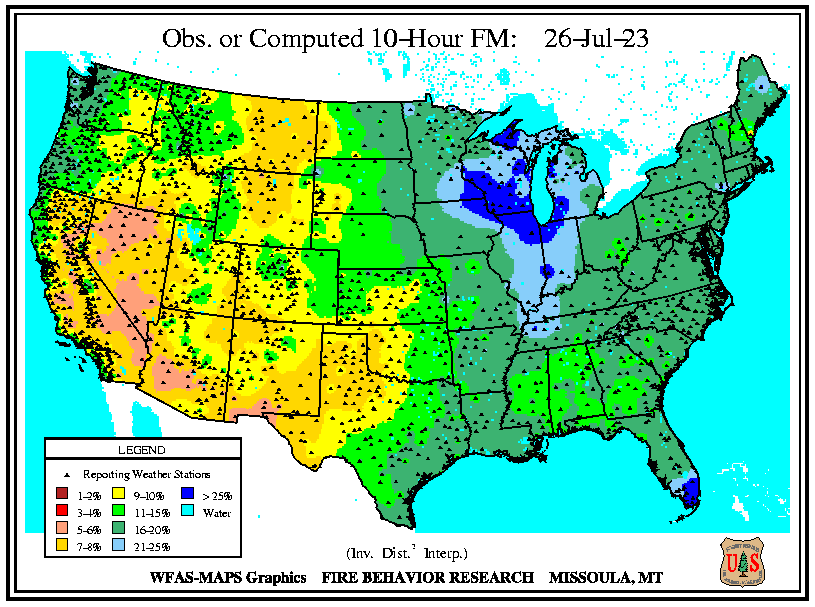 Obs. or Computed 10-Hour FM: 26-Jul-23
LEGEND
Reporting Weather Stations
1-2% 9-10% > 25%
3-4% 11-15% Water
5-6% 16-20%
7-8% 21-25%
(Inv. Dist.² Interp.)
WFAS-MAPS Graphics FIRE BEHAVIOR RESEARCH MISSOULA, MT
U S